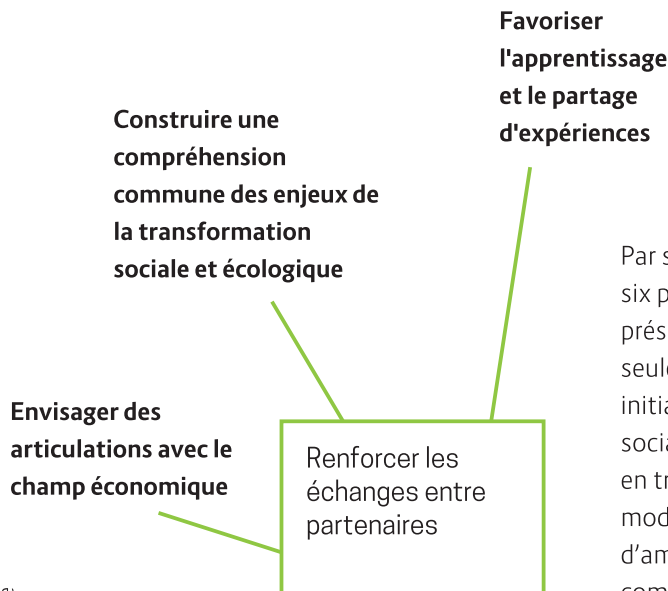 Favoriser
l'apprentissage
et le partage
d'expériences
Construire une
compréhension
commune des enjeux de
la transformation
sociale et écologique
Envisager des
articulations avec le
champ économique
Renforcer les
échanges entre
partenaires
Par s
six p
prés
seul
initia
socia
en tr
mod
d'am